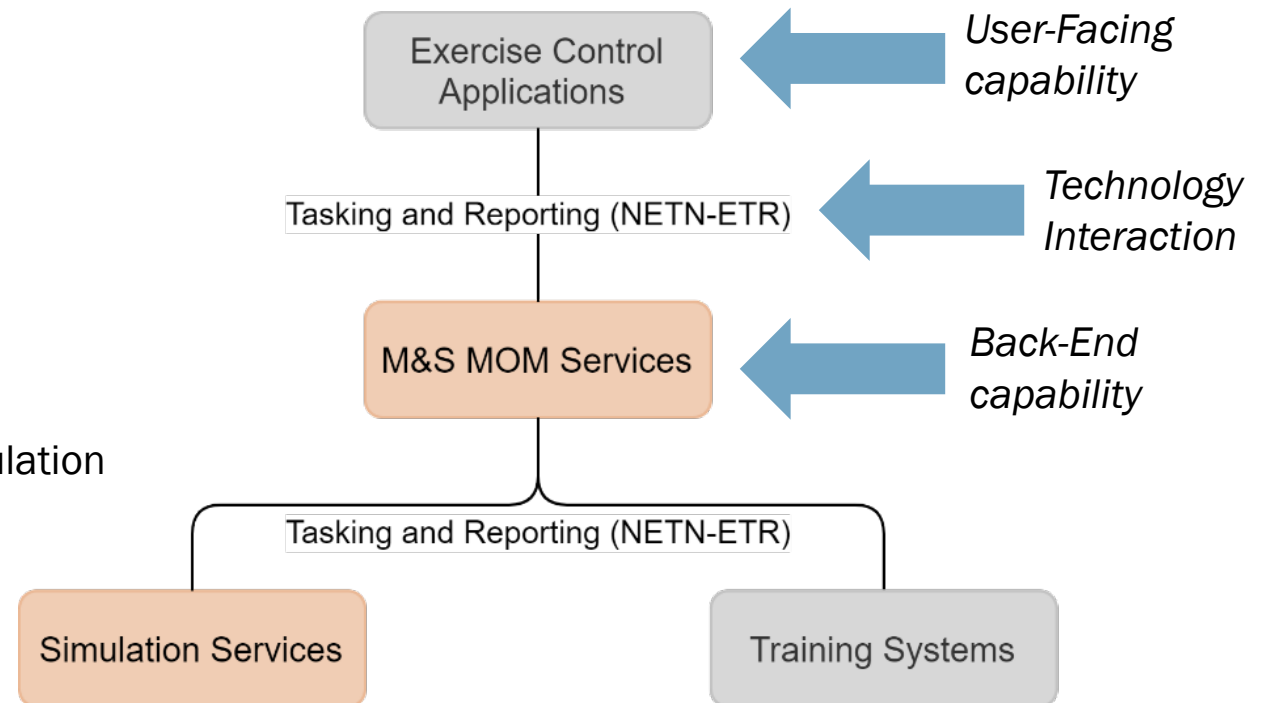 Exercise Control
Applications
User-Facing
capability
Tasking and Reporting (NETN-ETR)
Technology
Interaction
M&S MOM Services
Back-End
capability
ulation
Tasking and Reporting (NETN-ETR)
Simulation Services
Training Systems